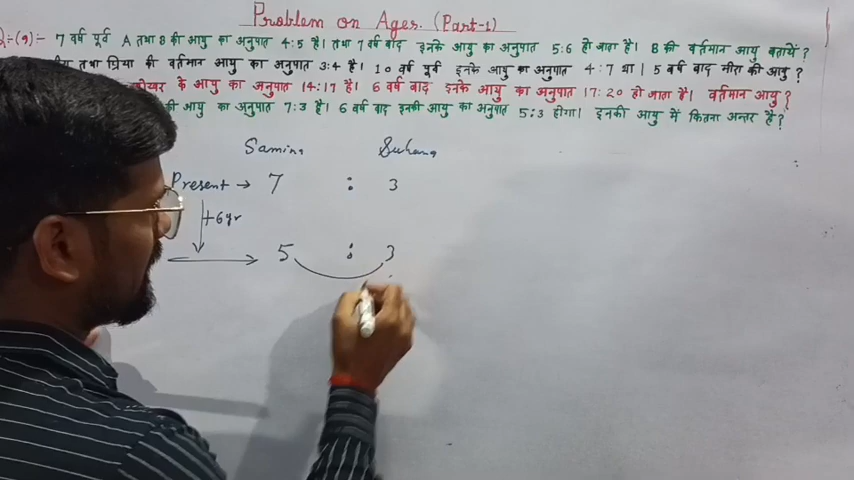 Problem on Ages. (Part-1)
:-(9):- 7 वर्ष पूर्व A तथा B की आयु का अनुपात 4:5 है। तथा 7 वर्ष बाद इनके आयु का अनुपात 5:6 हो जाता है। B की वर्तमान आयु बतायें ?
तथा प्रिया की वर्तमान आयु का अनुपात 3:4 है। 10 वर्ष पूर्व इनके आयु का अनुपात 4:7 था। 5 वर्ष बाद मीरा की आयु ?
के आयु का अनुपात 14:17 है। 6 वर्ष बाद इनके आयु का अनुपात 17:20 हो जाता है। वर्तमान आयु ?
की आयु का अनुपात 7:3 है। 6 वर्ष बाद इनकी आयु का अनुपात 5:3 होगा। इनकी आयु में कितना अन्तर है ?
Samina Suhana
Present → 7 : 3
+6yr
5 : 3